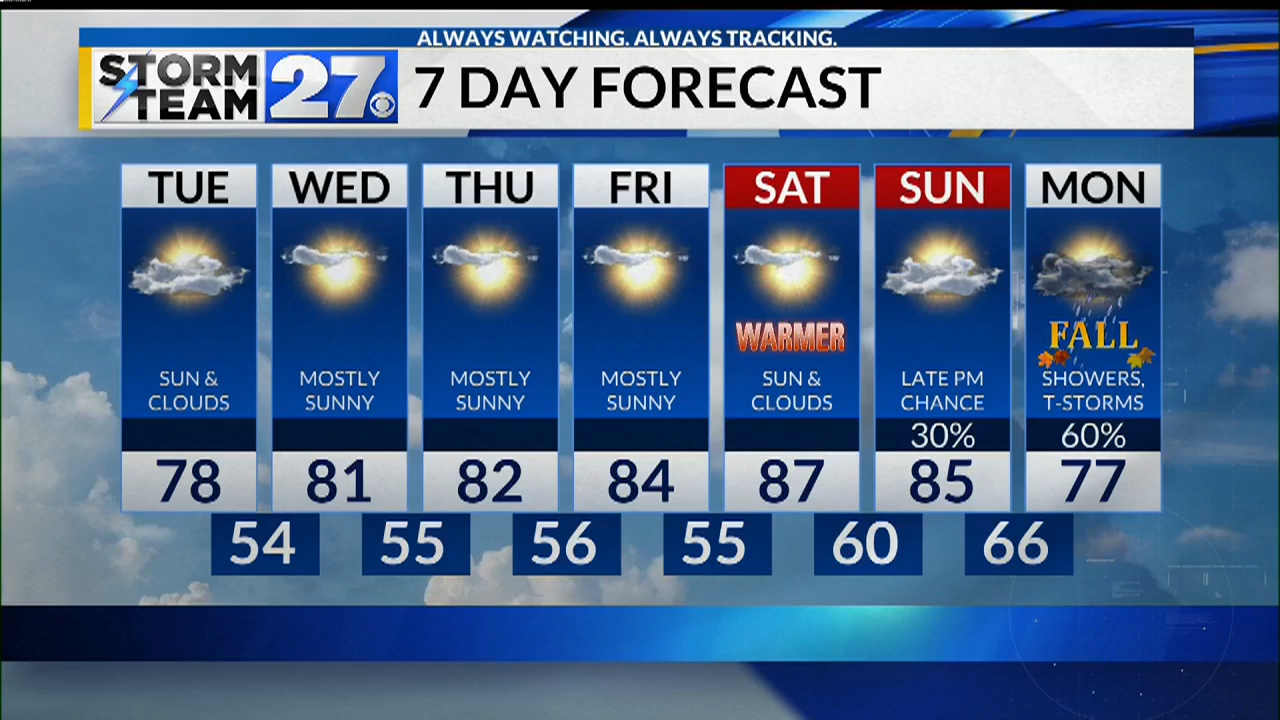 ALWAYS WATCHING. ALWAYS TRACKING.
STORM
TEAM
27
7 DAY FORECAST
TUE WED THU FRI SAT SUN MON
WARMER
FALL
SUN & MOSTLY MOSTLY MOSTLY SUN & LATE PM SHOWERS,
CLOUDS SUNNY SUNNY SUNNY CLOUDS CHANCE T-STORMS
30% 60%
78 81 82 84 87 85 77
54 55 56 55 60 66